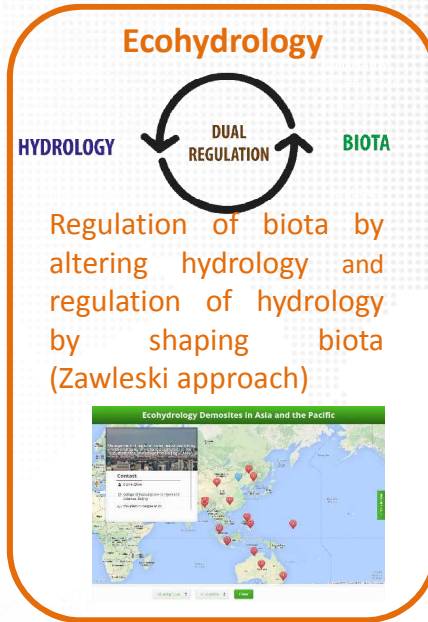 Ecohydrology
HYDROLOGY
DUAL
REGULATION
BIOTA
Regulation of biota by
altering hydrology and
regulation of hydrology
by shaping biota
(Zawleski approach)
Ecohydrology Demosites in Asia and the Pacific
Contact